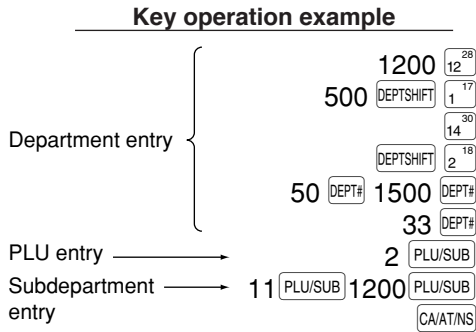 Key operation example
1200 12 28
500 DEPTSHIFT 1 17
14 30
Department entry
DEPTSHIFT 2 18
50 DEPT# 1500 DEPT#
33 DEPT#
PLU entry 2 PLU/SUB
Subdepartment 11 PLU/SUB 1200 PLU/SUB
entry
CA/AT/NS